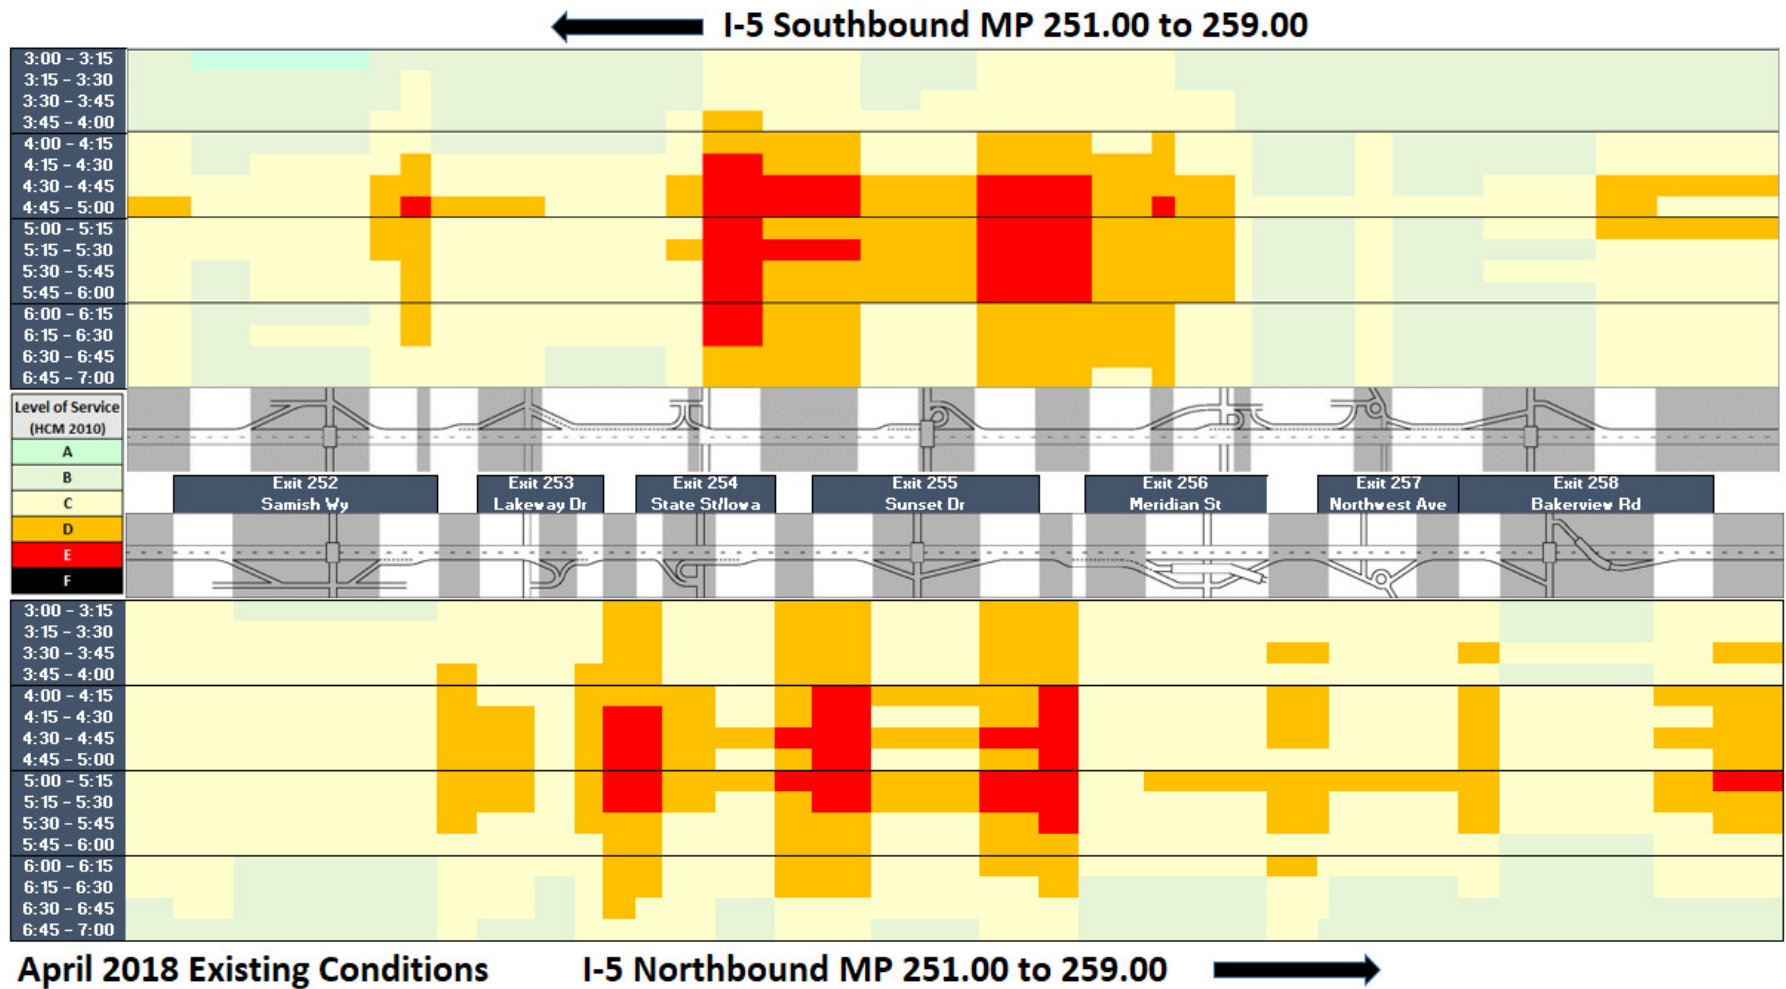 I-5 Southbound MP 251.00 to 259.00
3:00 – 3:15
3:15 – 3:30
3:30 – 3:45
3:45 – 4:00
4:00 – 4:15
4:15 – 4:30
4:30 – 4:45
4:45 – 5:00
5:00 – 5:15
5:15 – 5:30
5:30 – 5:45
5:45 – 6:00
6:00 – 6:15
6:15 – 6:30
6:30 – 6:45
6:45 – 7:00
Level of Service
(HCM 2010)
A
B
C
D
E
F
Exit 252
Samish Wy
Exit 253
Lakeway Dr
Exit 254
State St/Iowa
Exit 255
Sunset Dr
Exit 256
Meridian St
Exit 257
Northwest Ave
Exit 258
Bakerview Rd
3:00 – 3:15
3:15 – 3:30
3:30 – 3:45
3:45 – 4:00
4:00 – 4:15
4:15 – 4:30
4:30 – 4:45
4:45 – 5:00
5:00 – 5:15
5:15 – 5:30
5:30 – 5:45
5:45 – 6:00
6:00 – 6:15
6:15 – 6:30
6:30 – 6:45
6:45 – 7:00
April 2018 Existing Conditions
I-5 Northbound MP 251.00 to 259.00